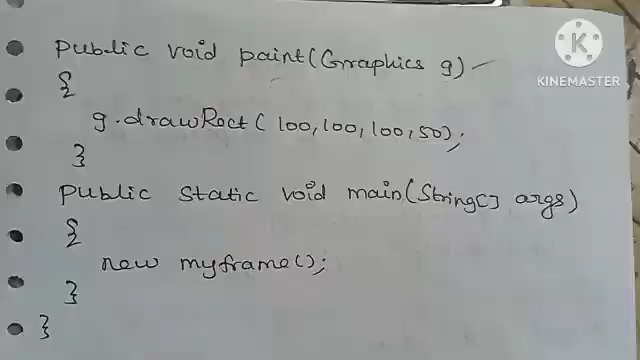 public void paint(Graphics g)
{
g.drawRect(100,100,100,50);
}
public static void main(String[] args)
{
new myframe();
}
}
K
KINEMASTER